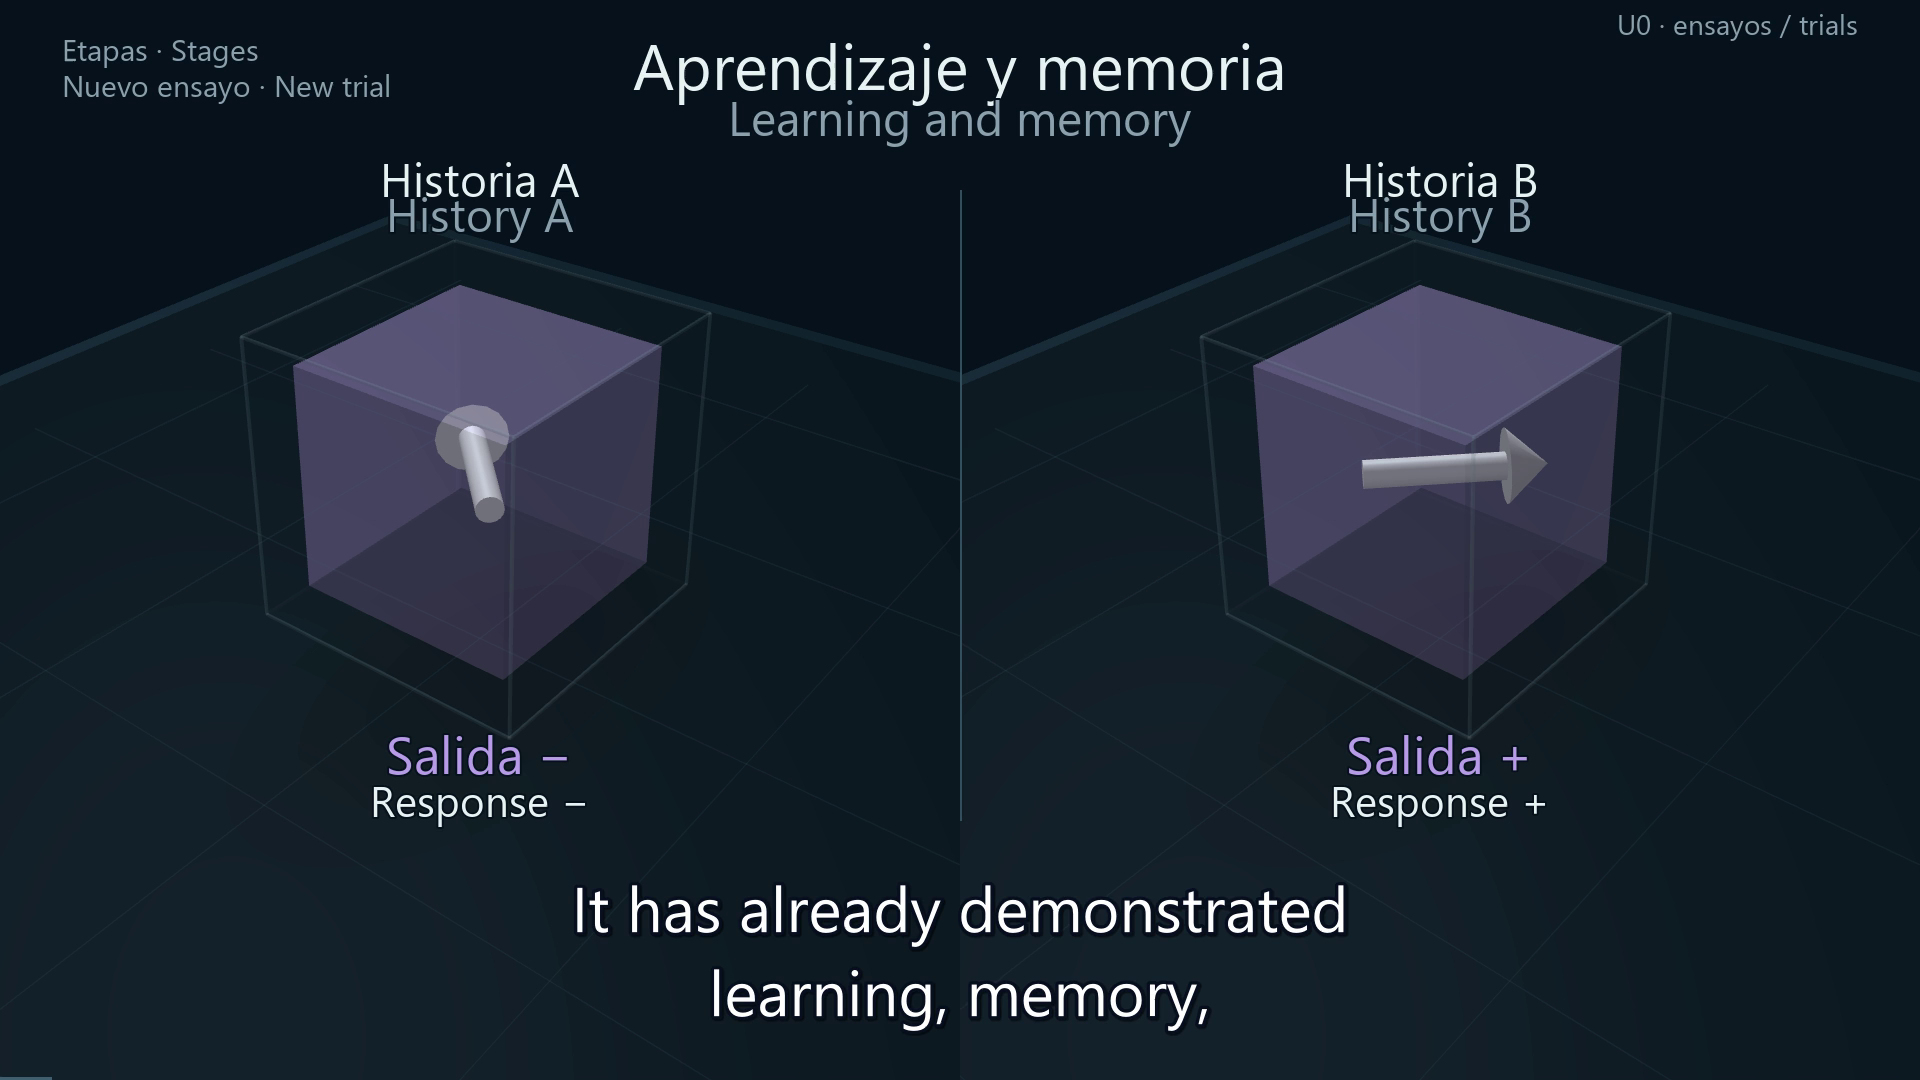 Etapas · Stages
Nuevo ensayo · New trial
U0 · ensayos / trials
Aprendizaje y memoria
Learning and memory
Historia A
History A
Historia B
History B
Salida −
Response −
Salida +
Response +
It has already demonstrated
learning, memory,